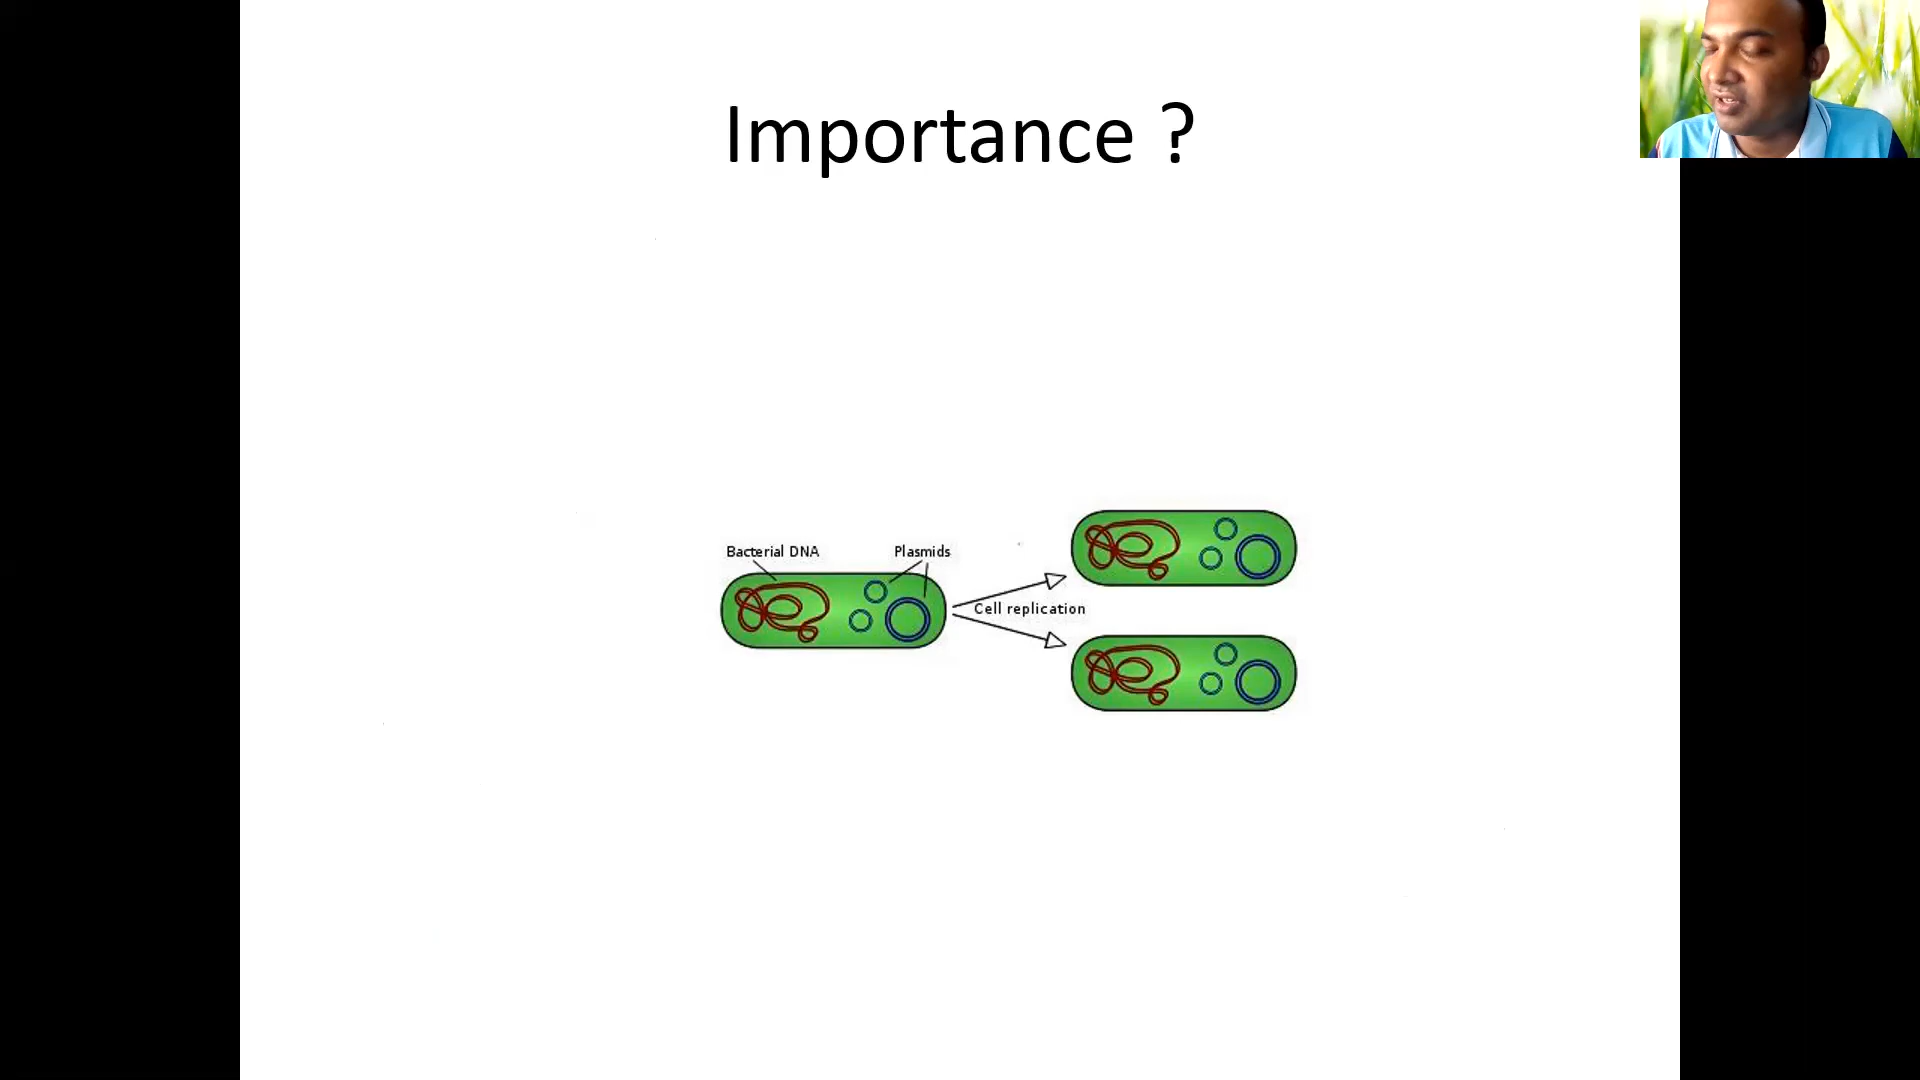 Importance ?
Bacterial DNA
Plasmids
Cell replication